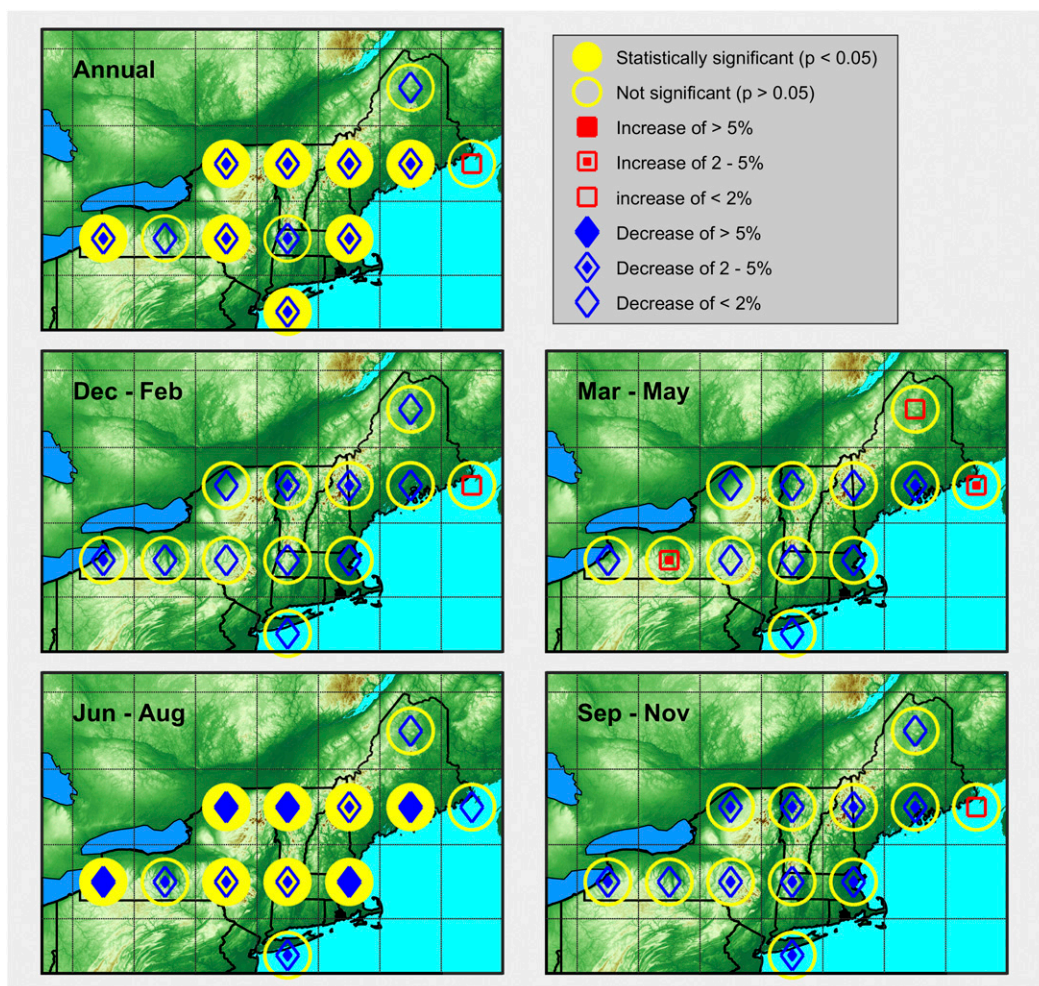 Annual
Statistically significant (p < 0.05)
Not significant (p > 0.05)
Increase of > 5%
Increase of 2 - 5%
increase of < 2%
Decrease of > 5%
Decrease of 2 - 5%
Decrease of < 2%
Dec - Feb
Mar - May
Jun - Aug
Sep - Nov